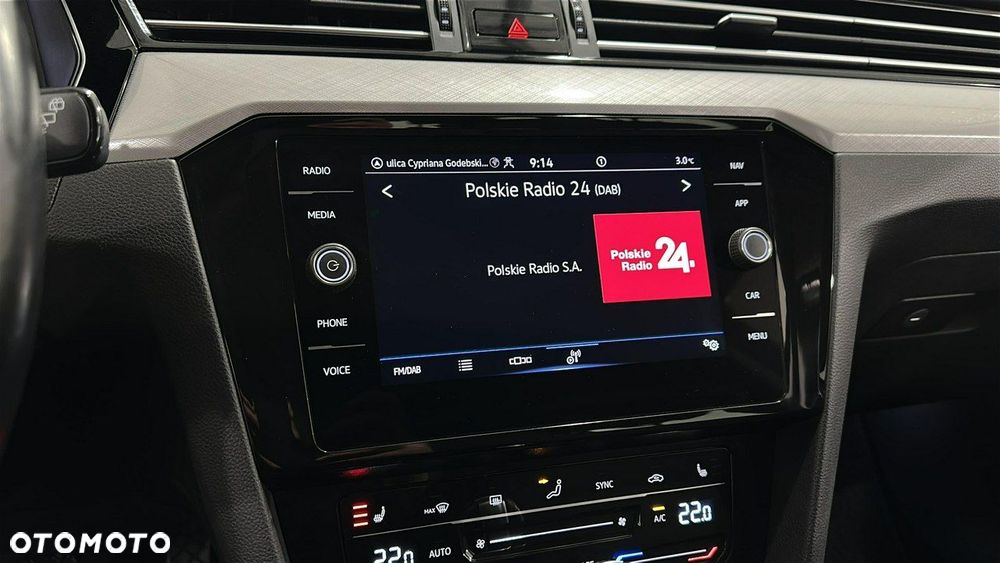 RADIO
MEDIA
PHONE
VOICE
ulica Cypriana Godebski...
9:14
1
3.0°C
Polskie Radio 24 (DAB)
Polskie Radio S.A.
Polskie
Radio
24.
FM/DAB
NAV
APP
CAR
MENU
MAX
SYNC
AUTO
A/C
22.0
22.0
OTOMOTO